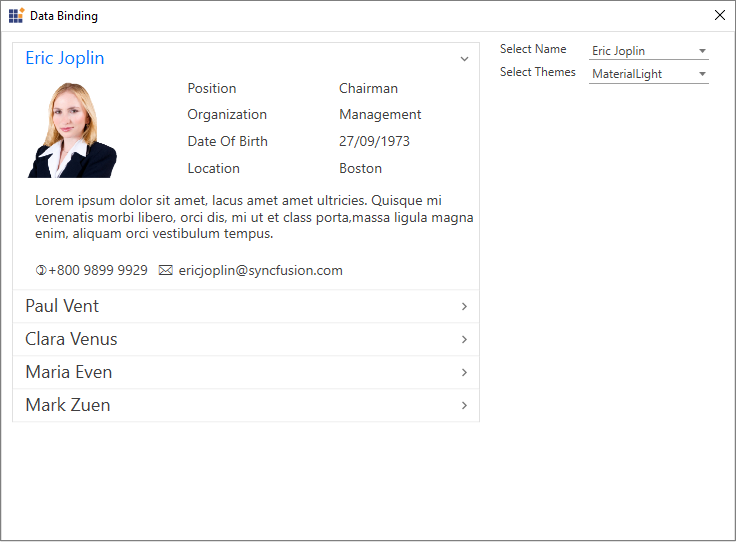 Data Binding
Eric Joplin
Position Chairman
Organization Management
Date Of Birth 27/09/1973
Location Boston
Lorem ipsum dolor sit amet, lacus amet amet ultricies. Quisque mi
venenatis morbi libero, orci dis, mi ut et class porta,massa ligula magna
enim, aliquam orci vestibulum tempus.
+800 9899 9929 ericjoplin@syncfusion.com
Paul Vent
Clara Venus
Maria Even
Mark Zuen
Select Name Eric Joplin
Select Themes MaterialLight